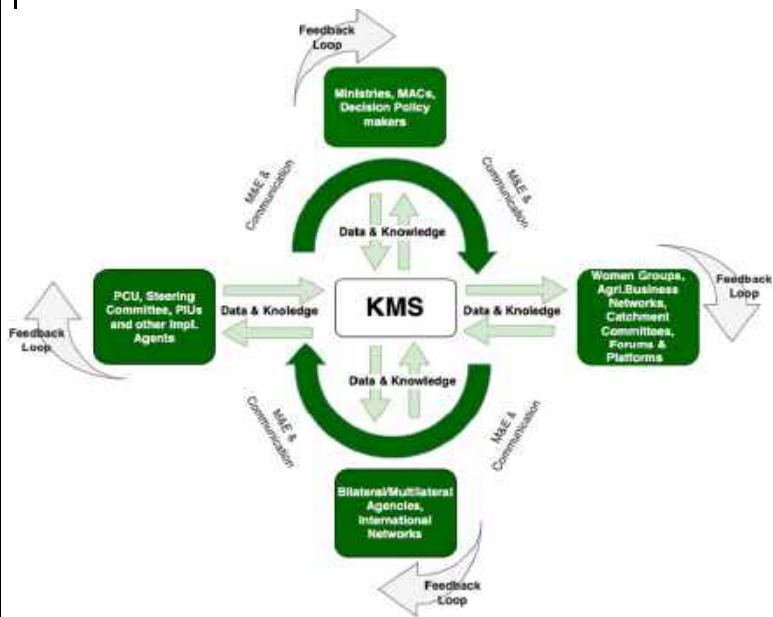 Feedback
Loop
Ministries, MACs,
Decision Policy
makers
M&E &
Communication
M&E &
Communication
Data & Knowledge
PCU, Steering
Committee, PIUs
and other Impl.
Agents
Data & Knoledge
KMS
Data & Knoledge
Women Groups,
Agri.Business
Networks,
Catchment
Committees,
Forums &
Platforms
Feedback
Loop
Feedback
Loop
Data & Knowledge
M&E &
Communication
M&E &
Communication
Bilateral/Multilateral
Agencies,
International
Networks
Feedback
Loop